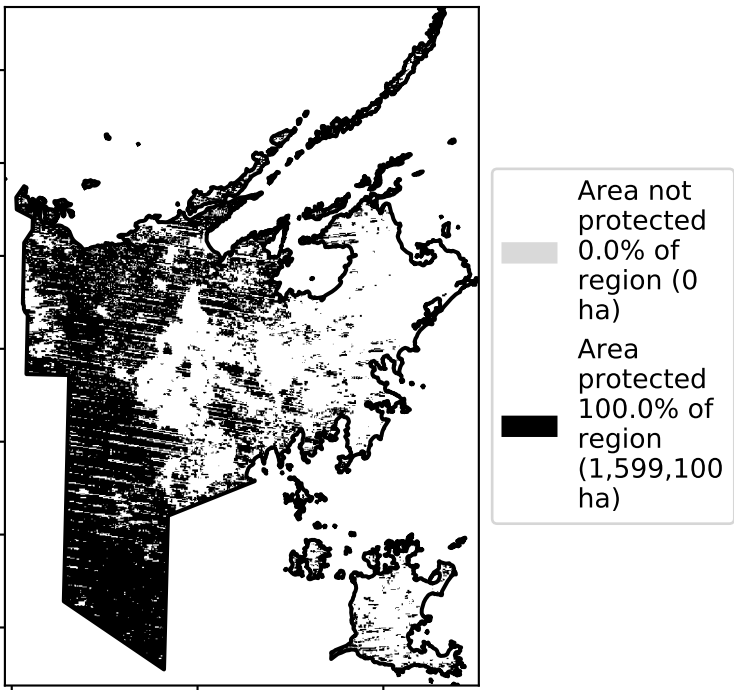 Area not
protected
0.0% of
region (0
ha)
Area
protected
100.0% of
region
(1,599,100
ha)